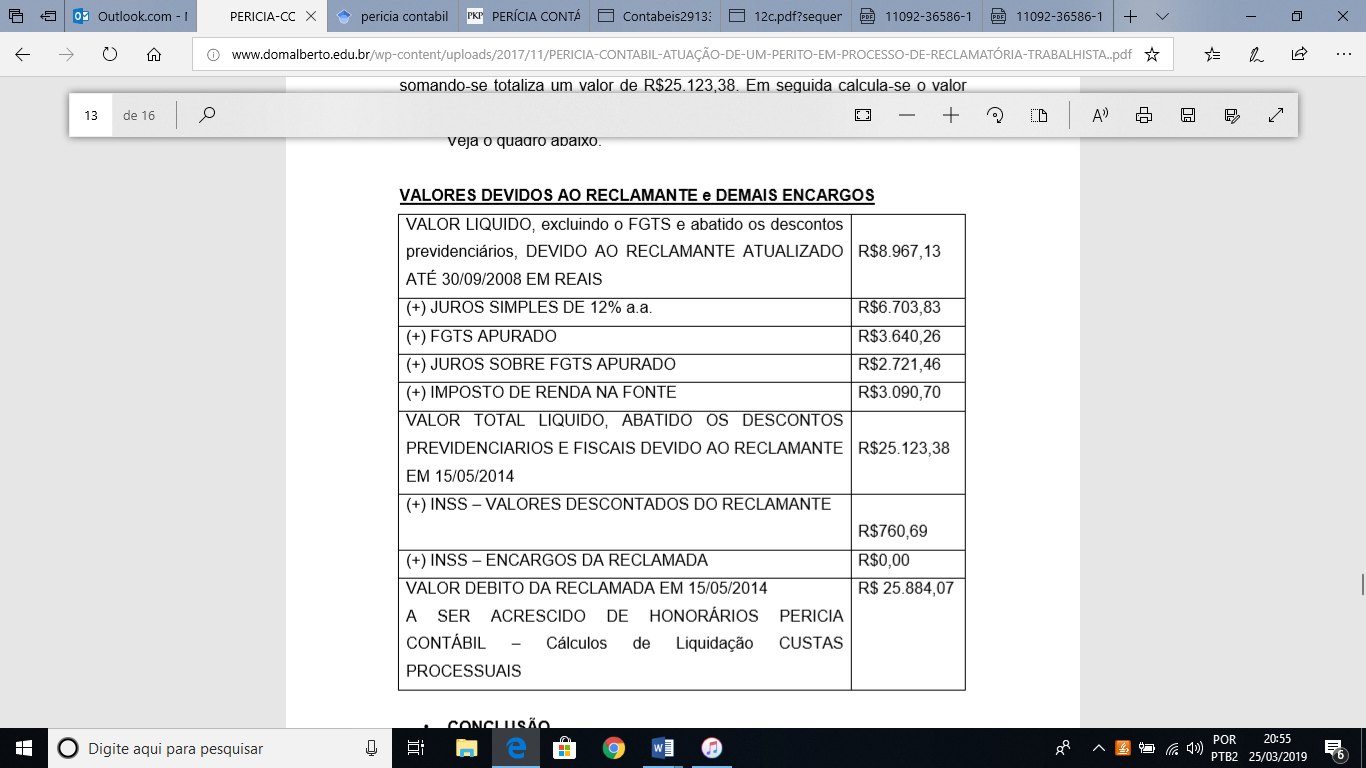 Outlook.com - N
PERICIA-CC
pericia contabil
PKP PERÍCIA CONTÁ
Contabeis2913
12c.pdf?sequer
11092-36586-1
11092-36586-1
www.domalberto.edu.br/wp-content/uploads/2017/11/PERICIA-CONTABIL-ATUAÇÃO-DE-UM-PERITO-EM-PROCESSO-DE-RECLAMATÓRIA-TRABALHISTA..pdf
somando-se totaliza um valor de R$25.123,38. Em seguida calcula-se o valor
13 de 16
Veja o quadro abaixo.
VALORES DEVIDOS AO RECLAMANTE e DEMAIS ENCARGOS
VALOR LIQUIDO, excluindo o FGTS e abatido os descontos
previdenciários, DEVIDO AO RECLAMANTE ATUALIZADO R$8.967,13
ATÉ 30/09/2008 EM REAIS
(+) JUROS SIMPLES DE 12% a.a. R$6.703,83
(+) FGTS APURADO R$3.640,26
(+) JUROS SOBRE FGTS APURADO R$2.721,46
(+) IMPOSTO DE RENDA NA FONTE R$3.090,70
VALOR TOTAL LIQUIDO, ABATIDO OS DESCONTOS
PREVIDENCIARIOS E FISCAIS DEVIDO AO RECLAMANTE R$25.123,38
EM 15/05/2014
(+) INSS – VALORES DESCONTADOS DO RECLAMANTE
R$760,69
(+) INSS – ENCARGOS DA RECLAMADA R$0,00
VALOR DEBITO DA RECLAMADA EM 15/05/2014 R$ 25.884,07
A SER ACRESCIDO DE HONORÁRIOS PERICIA
CONTÁBIL – Cálculos de Liquidação CUSTAS
PROCESSUAIS
• CONCLUSÃO
Digite aqui para pesquisar
POR
PTB2
20:55
25/03/2019
6